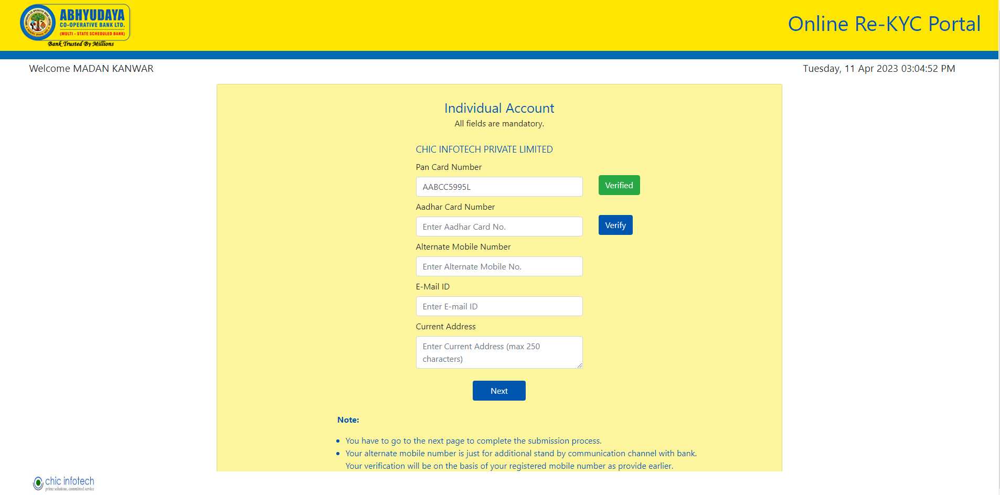 ABHYUDAYA
CO-OPERATIVE BANK LTD.
(MULTI - STATE SCHEDULED BANK)
Bank Trusted By Millions
Online Re-KYC Portal
Welcome MADAN KANWAR
Tuesday, 11 Apr 2023 03:04:52 PM
Individual Account
All fields are mandatory.
CHIC INFOTECH PRIVATE LIMITED
Pan Card Number
AABCC5995L
Verified
Aadhar Card Number
Enter Aadhar Card No.
Verify
Alternate Mobile Number
Enter Alternate Mobile No.
E-Mail ID
Enter E-mail ID
Current Address
Enter Current Address (max 250
characters)
Next
Note:
You have to go to the next page to complete the submission process.
Your alternate mobile number is just for additional stand by communication channel with bank.
Your verification will be on the basis of your registered mobile number as provide earlier.
chic infotech
prime solutions, committed service